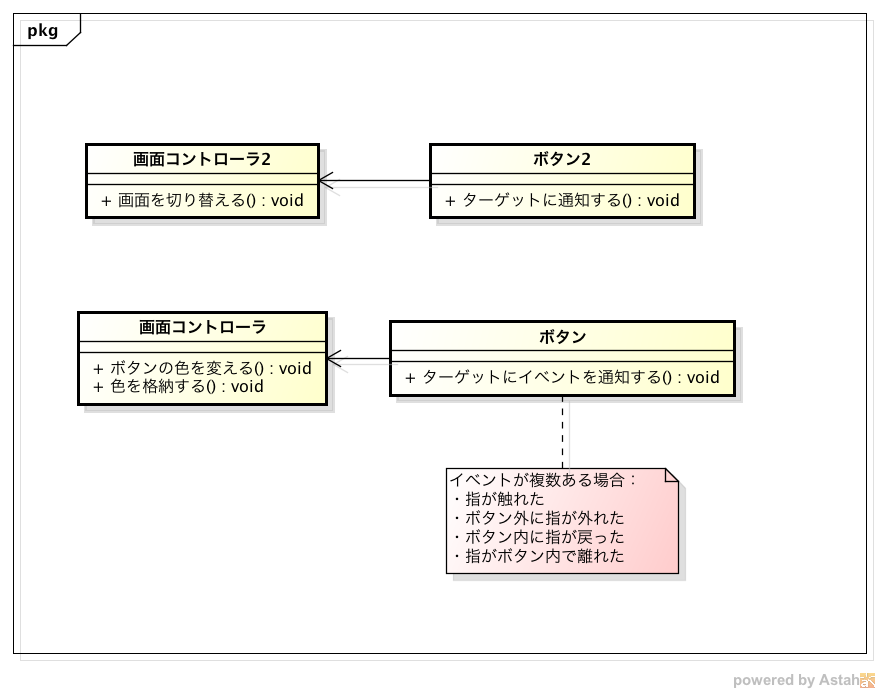 pkg
画面コントローラ2
+ 画面を切り替える() : void
ボタン2
+ ターゲットに通知する() : void
画面コントローラ
+ ボタンの色を変える() : void
+ 色を格納する() : void
ボタン
+ ターゲットにイベントを通知する() : void
イベントが複数ある場合：
・指が触れた
・ボタン外に指が外れた
・ボタン内に指が戻った
・指がボタン内で離れた
powered by Astah